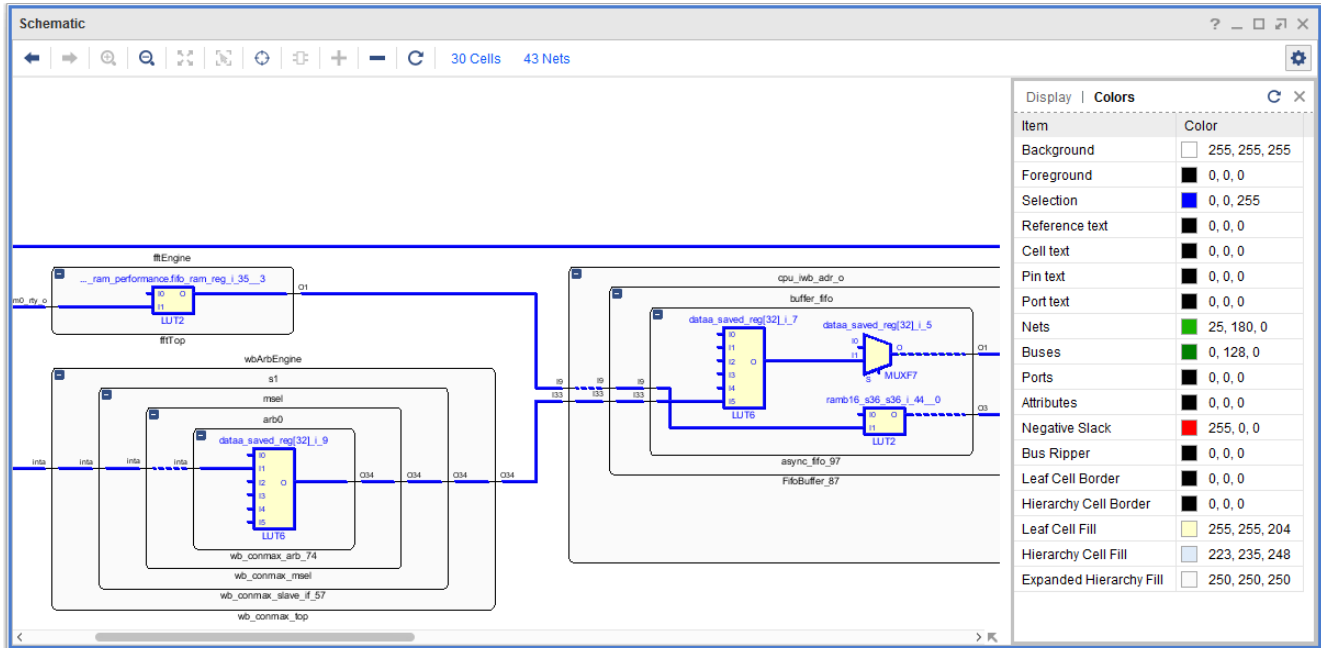 Schematic
30 Cells 43 Nets
Display | Colors
Item Color
Background 255, 255, 255
Foreground 0, 0, 0
Selection 0, 0, 255
Reference text 0, 0, 0
Cell text 0, 0, 0
Pin text 0, 0, 0
Port text 0, 0, 0
Nets 25, 180, 0
Buses 0, 128, 0
Ports 0, 0, 0
Attributes 0, 0, 0
Negative Slack 255, 0, 0
Bus Ripper 0, 0, 0
Leaf Cell Border 0, 0, 0
Hierarchy Cell Border 0, 0, 0
Leaf Cell Fill 255, 255, 204
Hierarchy Cell Fill 223, 235, 248
Expanded Hierarchy Fill 250, 250, 250
fftEngine
..._ram_performance.fifo_ram_reg_i_35__3
m0_rty_o
I0 O
I1
O1
LUT2
fftTop
wbArbEngine
s1
msel
arb0
dataa_saved_reg[32]_i_9
inta inta inta inta
I0
I1
I2 O
I3
I4
I5
O34 O34 O34 O34
LUT6
wb_conmax_arb_74
wb_conmax_msel
wb_conmax_slave_if_57
wb_conmax_top
cpu_iwb_adr_o
buffer_fifo
dataa_saved_reg[32]_i_7
I0
I1
I2 O
I3
I4
I5
LUT6
dataa_saved_reg[32]_i_5
I0
I1
O
S
MUXF7
O1
I9 I9 I9
I33 I33 I33
ramb16_s36_s36_i_44__0
I0 O
I1
O3
LUT2
async_fifo_97
FifoBuffer_87